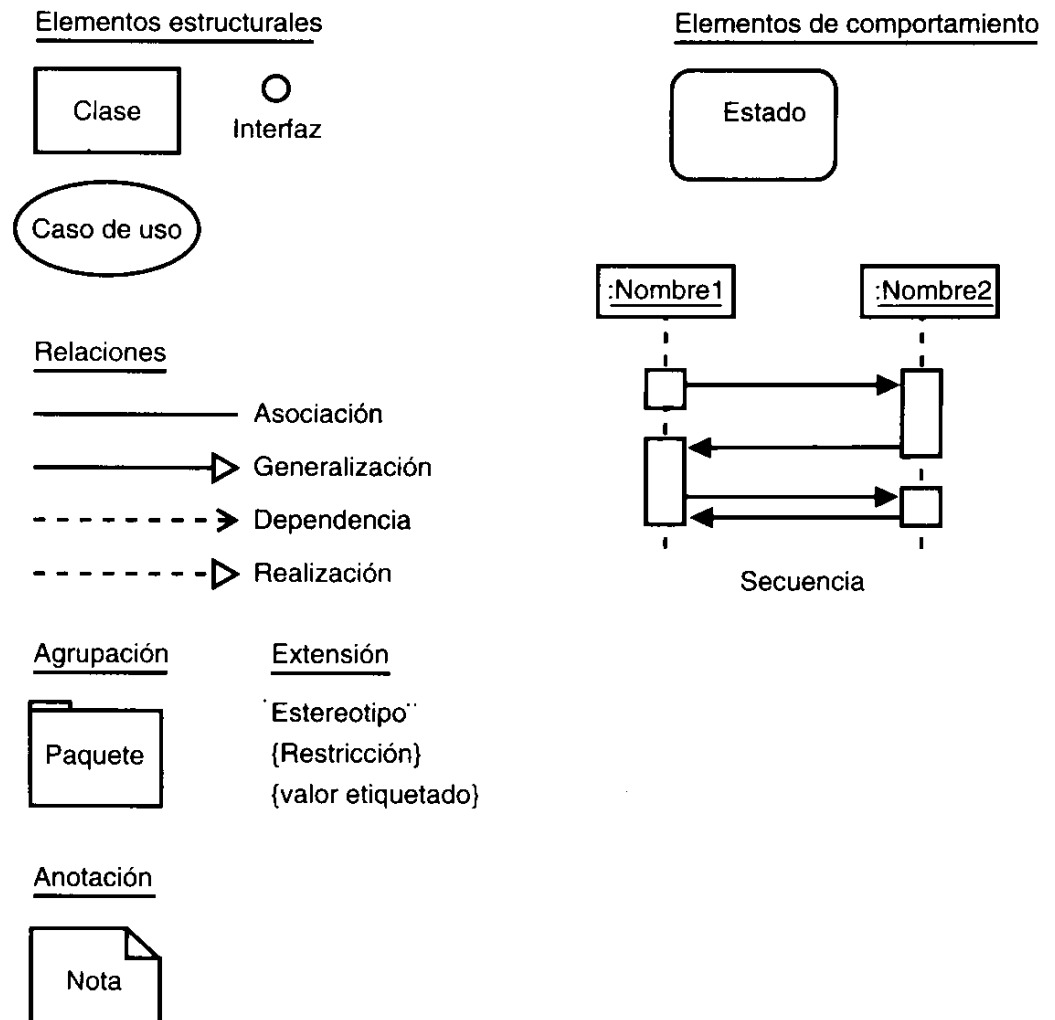 Elementos estructurales
Clase
Interfaz
Caso de uso
Relaciones
Asociación
Generalización
Dependencia
Realización
Agrupación
Paquete
Extensión
Estereotipo
{Restricción}
{valor etiquetado}
Anotación
Nota
Elementos de comportamiento
Estado
:Nombre1
:Nombre2
Secuencia